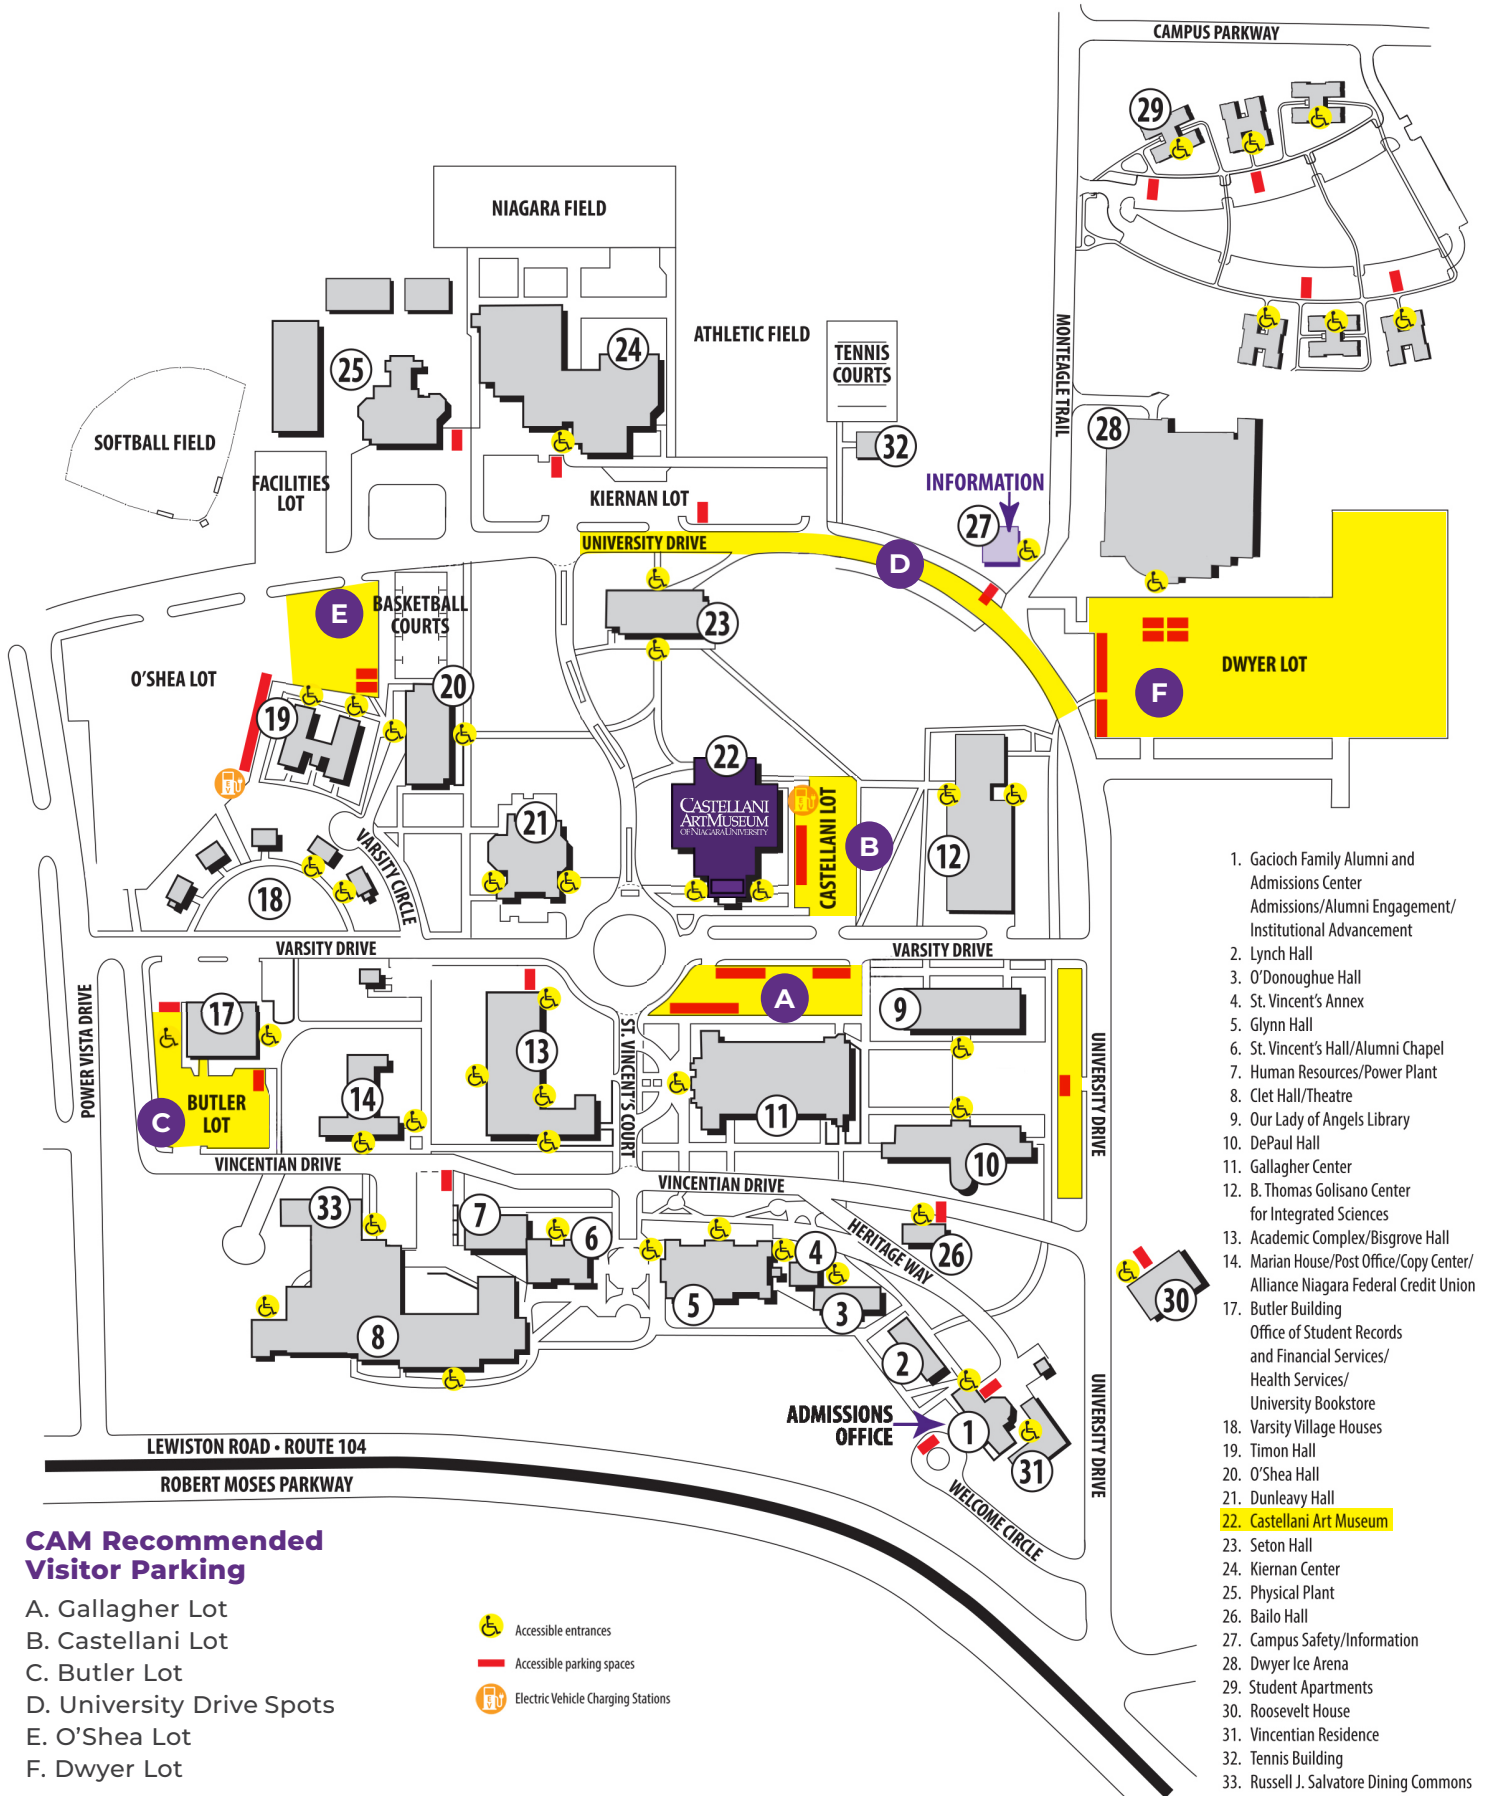 CAMPUS PARKWAY
29
NIAGARA FIELD
MONTEAGLE TRAIL
ATHLETIC FIELD
TENNIS
COURTS
24
25
28
32
SOFTBALL FIELD
FACILITIES
LOT
KIERNAN LOT
INFORMATION
27
UNIVERSITY DRIVE
D
E
BASKETBALL
COURTS
23
O'SHEA LOT
DWYER LOT
F
20
19
22
CASTELLANI
ARTMUSEUM
OF NIAGARA UNIVERSITY
EV
CASTELLANI LOT
B
21
12
VARSITY CIRCLE
18
VARSITY DRIVE
VARSITY DRIVE
POWER VISTA DRIVE
17
A
9
ST. VINCENT'S COURT
13
UNIVERSITY DRIVE
14
11
C
BUTLER
LOT
10
VINCENTIAN DRIVE
VINCENTIAN DRIVE
33
7
6
4
HERITAGE WAY
26
5
3
30
8
2
ADMISSIONS
OFFICE
1
31
UNIVERSITY DRIVE
WELCOME CIRCLE
LEWISTON ROAD • ROUTE 104
ROBERT MOSES PARKWAY
CAM Recommended
Visitor Parking
A. Gallagher Lot
B. Castellani Lot
C. Butler Lot
D. University Drive Spots
E. O'Shea Lot
F. Dwyer Lot
Accessible entrances
Accessible parking spaces
EV
Electric Vehicle Charging Stations
1. Gacioch Family Alumni and
Admissions Center
Admissions/Alumni Engagement/
Institutional Advancement
2. Lynch Hall
3. O'Donoughue Hall
4. St. Vincent's Annex
5. Glynn Hall
6. St. Vincent's Hall/Alumni Chapel
7. Human Resources/Power Plant
8. Clet Hall/Theatre
9. Our Lady of Angels Library
10. DePaul Hall
11. Gallagher Center
12. B. Thomas Golisano Center
for Integrated Sciences
13. Academic Complex/Bisgrove Hall
14. Marian House/Post Office/Copy Center/
Alliance Niagara Federal Credit Union
17. Butler Building
Office of Student Records
and Financial Services/
Health Services/
University Bookstore
18. Varsity Village Houses
19. Timon Hall
20. O'Shea Hall
21. Dunleavy Hall
22. Castellani Art Museum
23. Seton Hall
24. Kiernan Center
25. Physical Plant
26. Bailo Hall
27. Campus Safety/Information
28. Dwyer Ice Arena
29. Student Apartments
30. Roosevelt House
31. Vincentian Residence
32. Tennis Building
33. Russell J. Salvatore Dining Commons